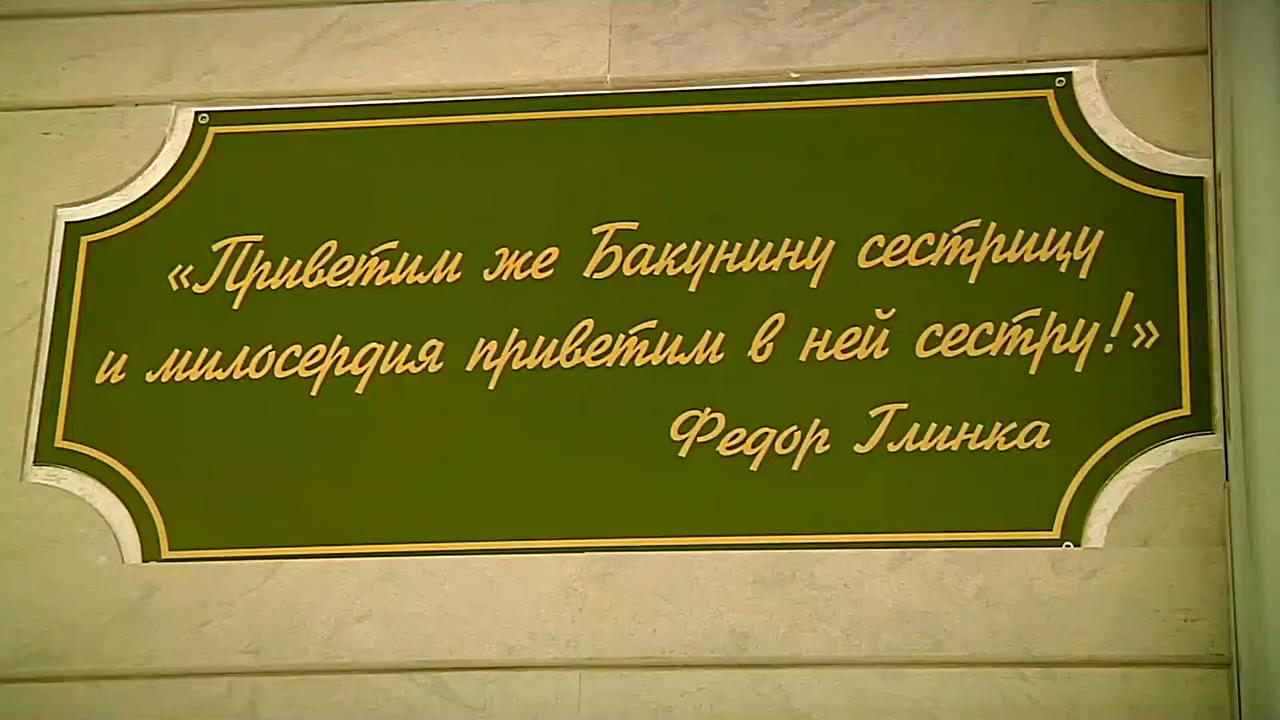 «Приветим же Бакунину сестрицу
и милосердия приветим в ней сестру!»
Федор Глинка